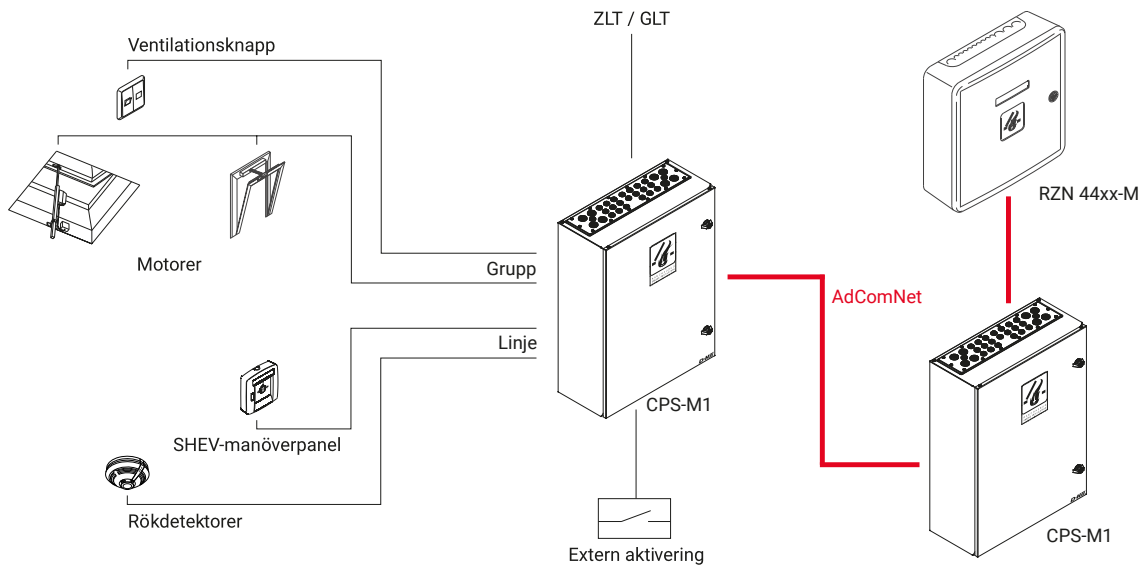 ZLT / GLT
Ventilationsknapp
RZN 44xx-M
Motorer
Grupp
AdComNet
Linje
CPS-M1
SHEV-manöverpanel
Rökdetektorer
CPS-M1
Extern aktivering